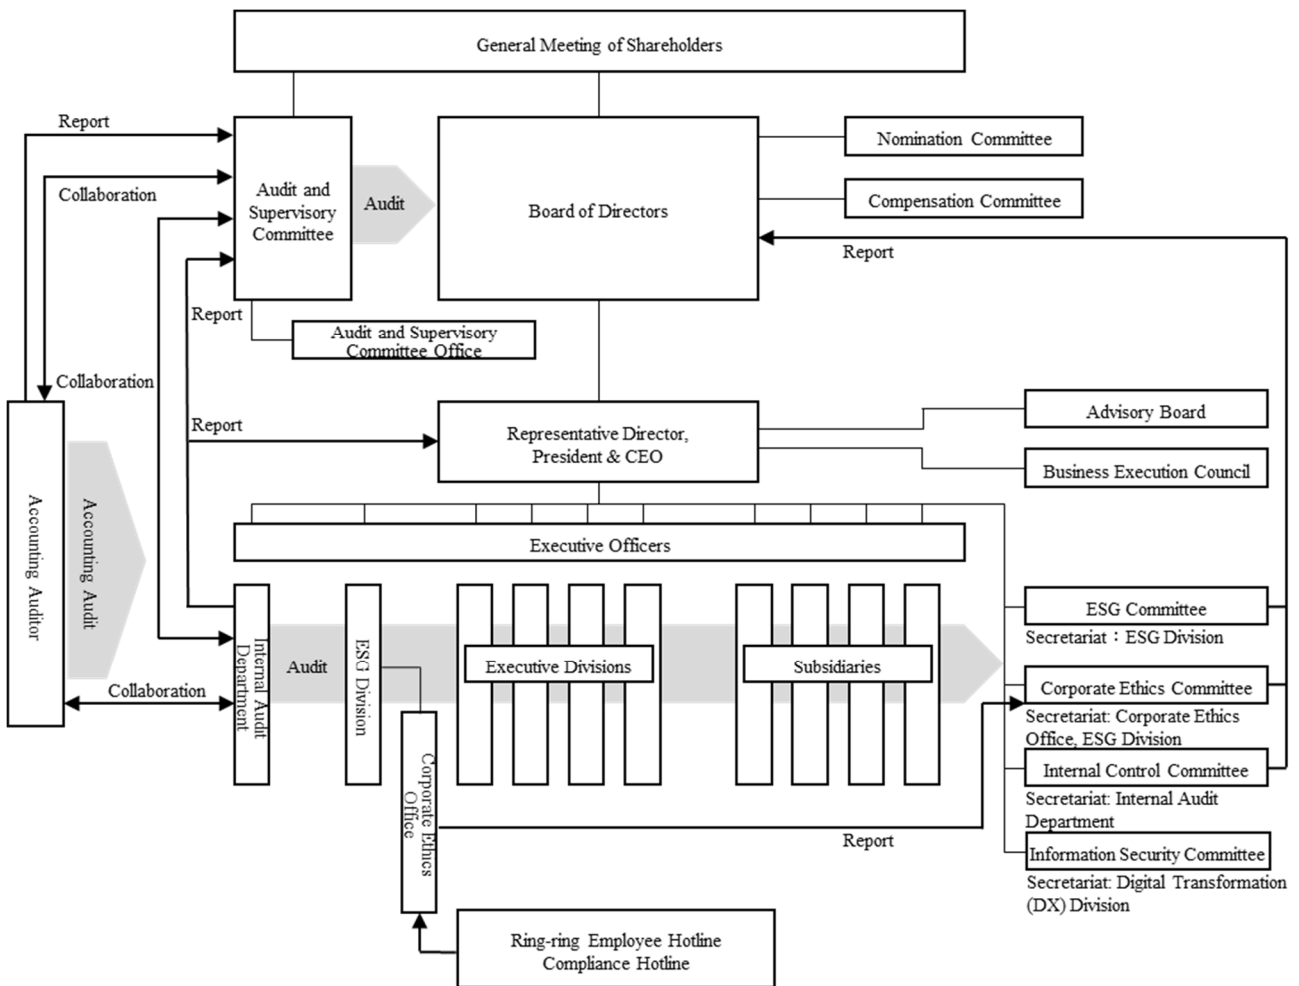 General Meeting of Shareholders
Report
Collaboration
Audit and
Supervisory
Committee
Audit
Board of Directors
Nomination Committee
Compensation Committee
Report
Report
Audit and Supervisory
Committee Office
Collaboration
Report
Representative Director,
President & CEO
Advisory Board
Business Execution Council
Accounting Auditor
Accounting Audit
Executive Officers
Internal Audit
Department
Audit
ESG Division
Executive Divisions
Subsidiaries
ESG Committee
Secretariat：ESG Division
Collaboration
Corporate Ethics Committee
Secretariat: Corporate Ethics
Office, ESG Division
Corporate Ethics
Office
Internal Control Committee
Secretariat: Internal Audit
Department
Report
Information Security Committee
Secretariat: Digital Transformation
(DX) Division
Ring-ring Employee Hotline
Compliance Hotline